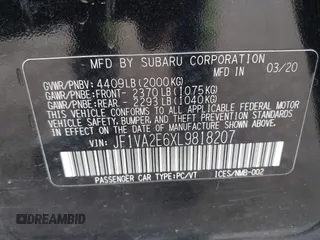 MFD BY SUBARU CORPORATION
MFD IN 03/20
GVWR/PNBV: 4409LB(2000KG)
GAWR/PNBE:FRONT- 2370LB(1075KG)
GAWR/PNBE:REAR- 2293LB(1040KG)
THIS VEHICLE CONFORMS TO ALL APPLICABLE FEDERAL MOTOR
VEHICLE SAFETY, BUMPER, AND THEFT PREVENTION STANDARDS
IN EFFECT ON THE DATE OF MANUFACTURE SHOWN ABOVE.
VIN: JF1VA2E6XL9818207
PASSENGER CAR TYPE:PC/VT
ICES/NMB-002
DREAMBID